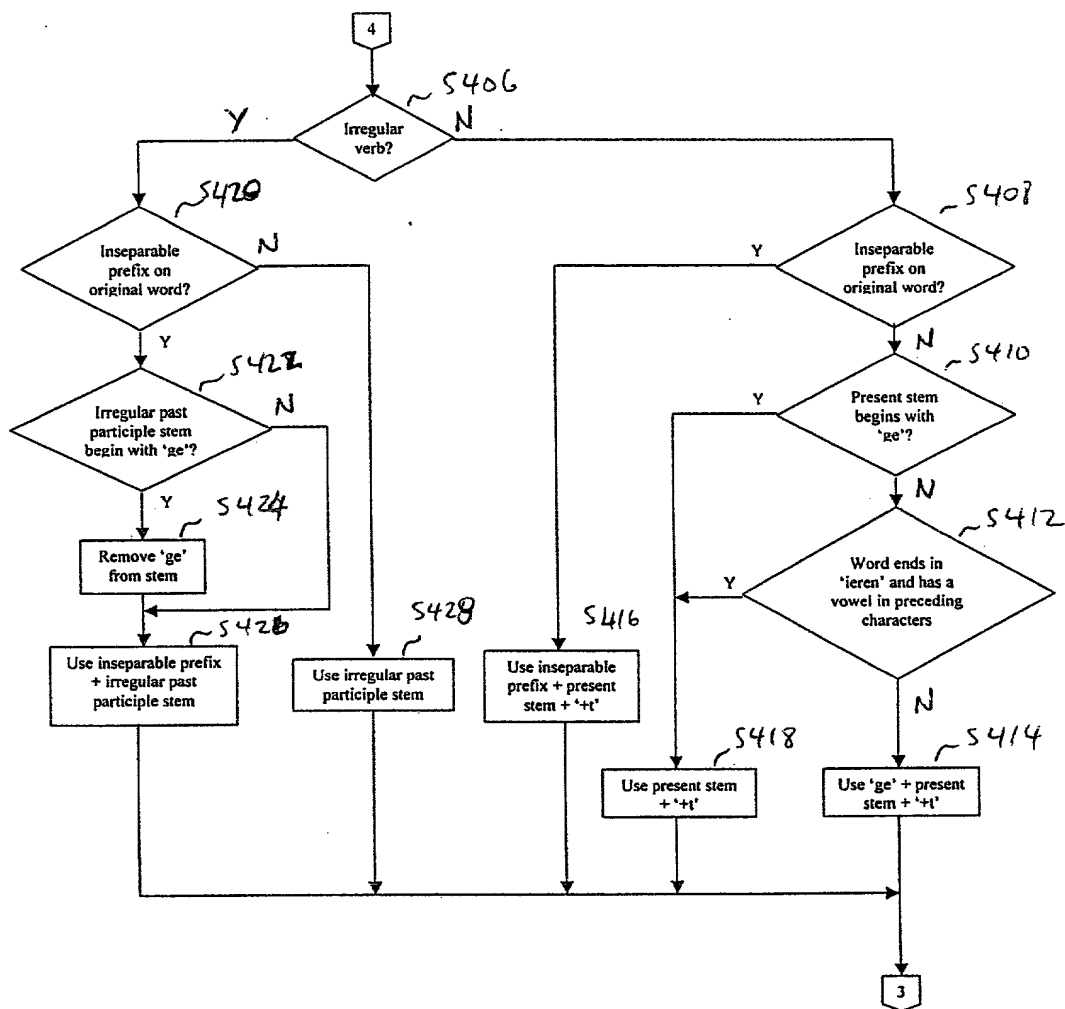 4
S406
Y
N
Irregular
verb?
S420
N
Inseparable
prefix on
original word?
Y
S408
Y
Inseparable
prefix on
original word?
N
S422
N
Irregular past
participle stem
begin with ‘ge’?
Y
S410
Y
Present stem
begins with
‘ge’?
N
S424
Remove ‘ge’
from stem
S412
Y
Word ends in
‘ieren’ and has a
vowel in preceding
characters
N
S426
Use inseparable prefix
+ irregular past
participle stem
S428
Use irregular past
participle stem
S416
Use inseparable
prefix + present
stem + ‘+t’
S418
Use present stem
+ ‘+t’
S414
Use ‘ge’ + present
stem + ‘+t’
3